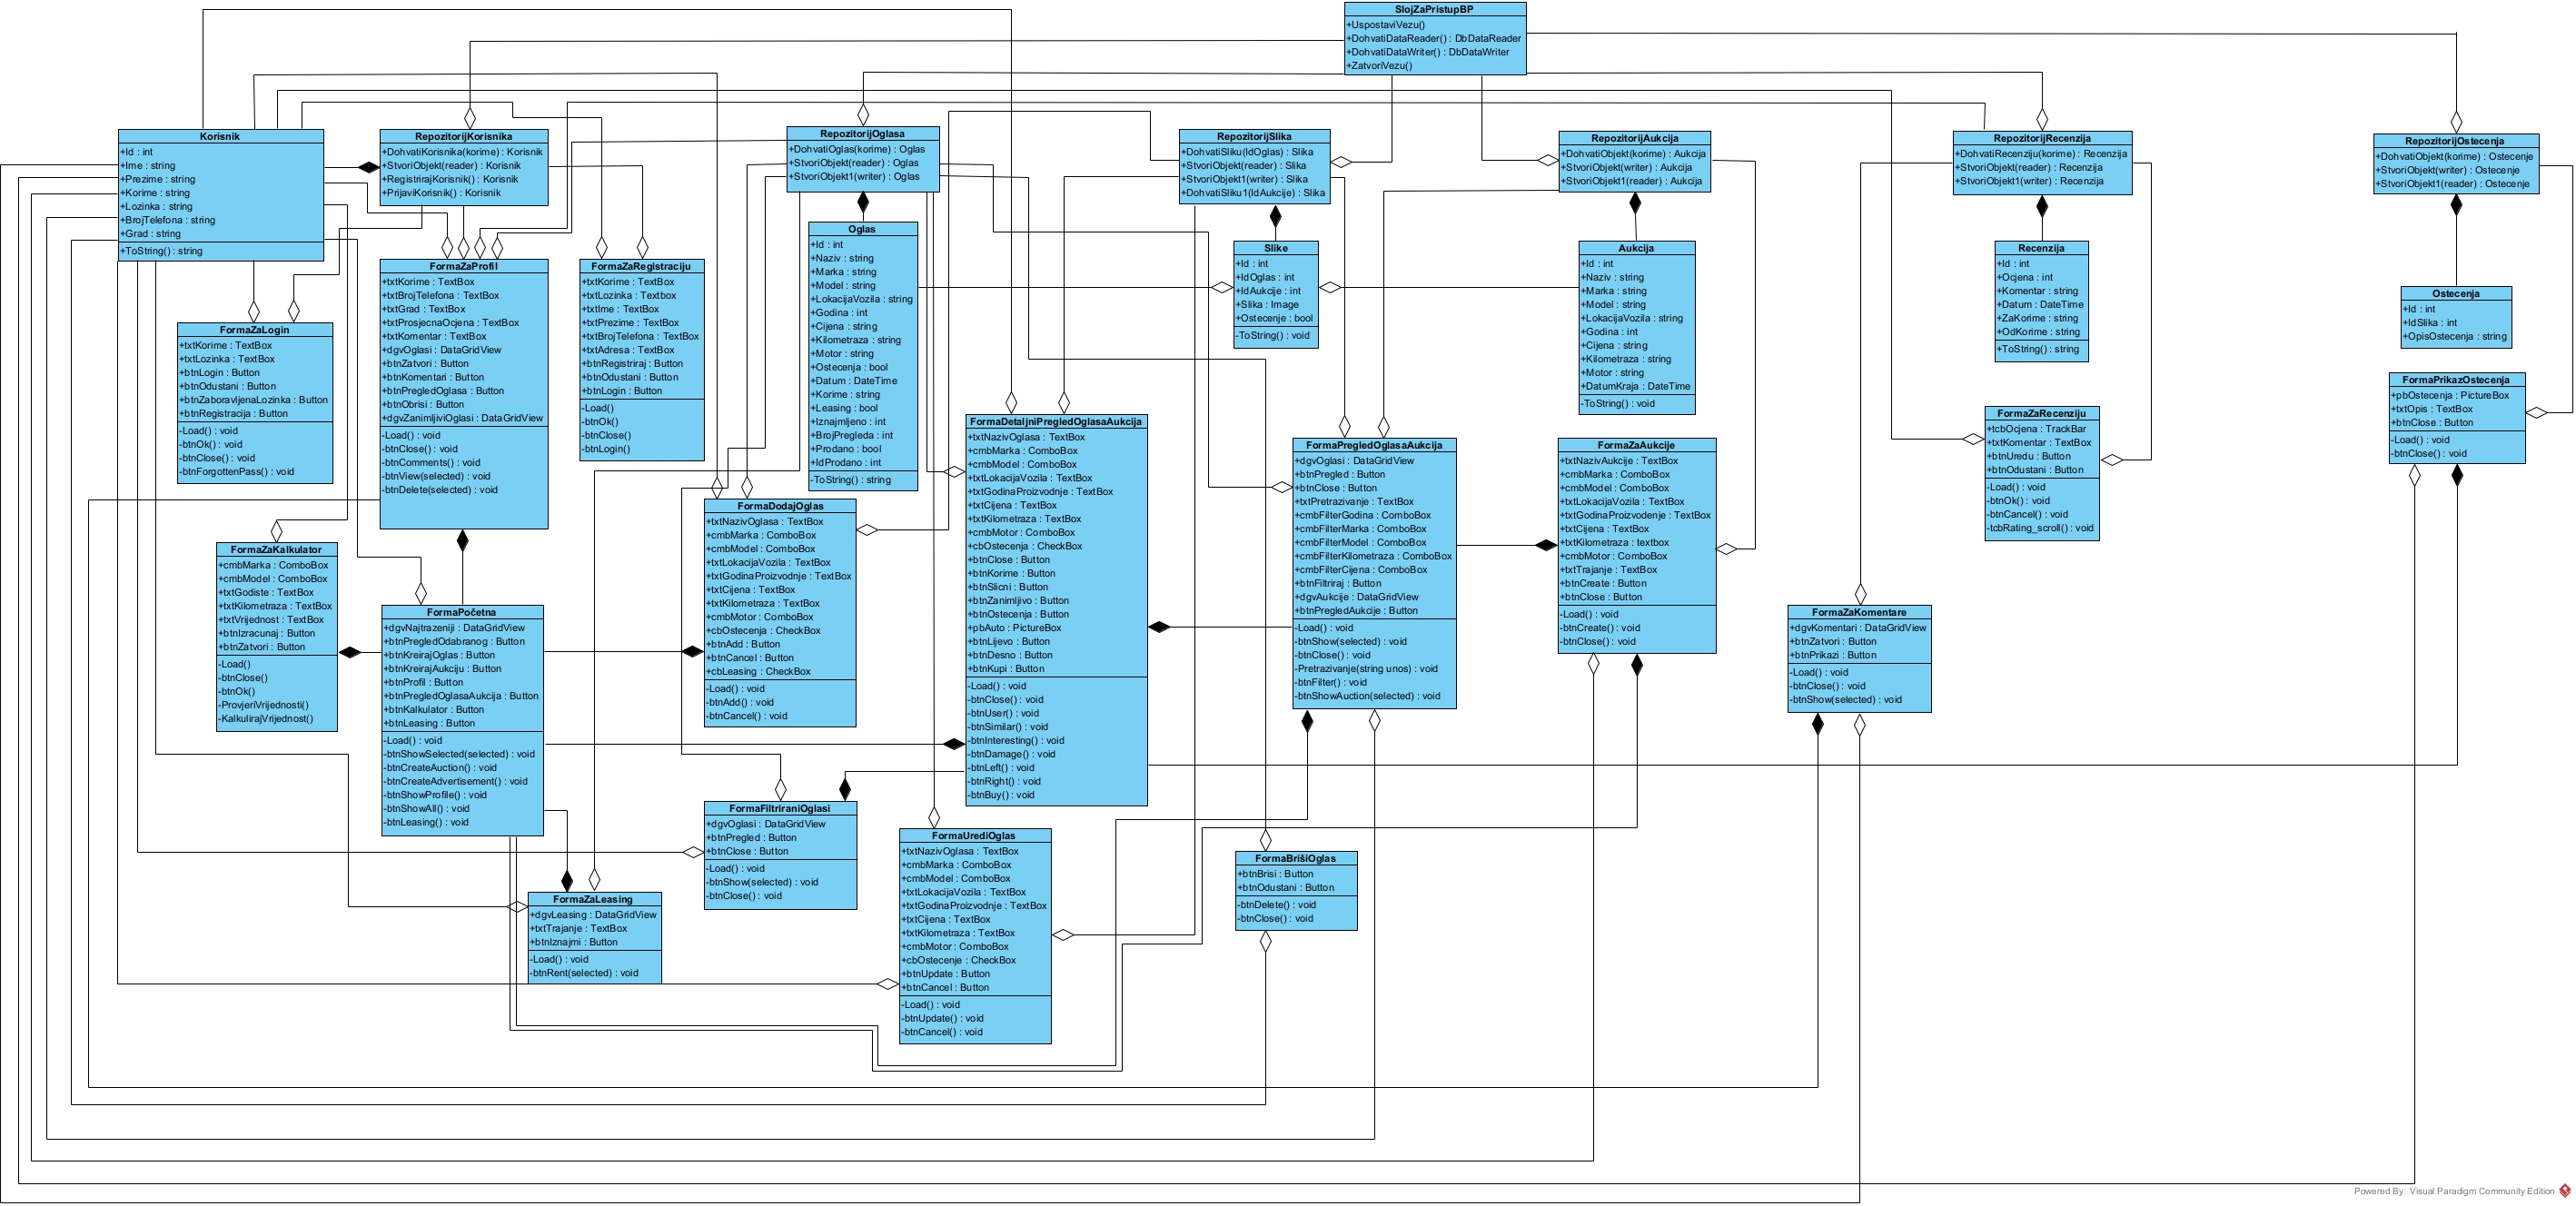 SlojZaPristupBP
+UspostaviVezu()
+DohvatiDataReader() : DbDataReader
+DohvatiDataWriter() : DbDataWriter
+ZatvoriVezu()
Korisnik
+Id : int
+Ime : string
+Prezime : string
+Korime : string
+Lozinka : string
+BrojTelefona : string
+Grad : string
+ToString() : string
RepozitorijKorisnika
+DohvatiKorisnika(korime) : Korisnik
+StvoriObjekt(reader) : Korisnik
+RegistrirajKorisnik() : Korisnik
+PrijaviKorisnik() : Korisnik
RepozitorijOglasa
+DohvatiOglas(korime) : Oglas
+StvoriObjekt(reader) : Oglas
+StvoriObjekt1(writer) : Oglas
RepozitorijSlika
+DohvatiSliku(IdOglas) : Slika
+StvoriObjekt(reader) : Slika
+StvoriObjekt1(writer) : Slika
+DohvatiSliku1(IdAukcije) : Slika
RepozitorijAukcija
+DohvatiObjekt(korime) : Aukcija
+StvoriObjekt(writer) : Aukcija
+StvoriObjekt1(reader) : Aukcija
RepozitorijRecenzija
+DohvatiRecenziju(korime) : Recenzija
+StvoriObjekt(reader) : Recenzija
+StvoriObjekt1(writer) : Recenzija
RepozitorijOstecenja
+DohvatiObjekt(korime) : Ostecenje
+StvoriObjekt(writer) : Ostecenje
+StvoriObjekt1(reader) : Ostecenje
FormaZaLogin
+txtKorime : TextBox
+txtLozinka : TextBox
+btnLogin : Button
+btnOdustani : Button
+btnZaboravljenaLozinka : Button
+btnRegistracija : Button
-Load() : void
-btnOk() : void
-btnClose() : void
-btnForgottenPass() : void
FormaZaProfil
+txtKorime : TextBox
+txtBrojTelefona : TextBox
+txtGrad : TextBox
+txtProsjecnaOcjena : TextBox
+txtKomentar : TextBox
+dgvOglasi : DataGridView
+btnZatvori : Button
+btnKomentari : Button
+btnPregledOglasa : Button
+btnObrisi : Button
+dgvZanimljiviOglasi : DataGridView
-Load() : void
-btnClose() : void
-btnComments() : void
-btnView(selected) : void
-btnDelete(selected) : void
FormaZaRegistraciju
+txtKorime : TextBox
+txtLozinka : Textbox
+txtIme : TextBox
+txtPrezime : TextBox
+txtBrojTelefona : TextBox
+txtAdresa : TextBox
+btnRegistriraj : Button
+btnOdustani : Button
+btnLogin : Button
-Load()
-btnOk()
-btnClose()
-btnLogin()
Oglas
+Id : int
+Naziv : string
+Marka : string
+Model : string
+LokacijaVozila : string
+Godina : int
+Cijena : string
+Kilometraza : string
+Motor : string
+Ostecenja : bool
+Datum : DateTime
+Korime : string
+Leasing : bool
+Iznajmljeno : int
+BrojPregleda : int
+Prodano : bool
+IdProdano : int
-ToString() : string
Slike
+Id : int
+IdOglas : int
+IdAukcije : int
+Slika : Image
+Ostecenje : bool
-ToString() : void
Aukcija
+Id : int
+Naziv : string
+Marka : string
+Model : string
+LokacijaVozila : string
+Godina : int
+Cijena : string
+Kilometraza : string
+Motor : string
+DatumKraja : DateTime
-ToString() : void
Recenzija
+Id : int
+Ocjena : int
+Komentar : string
+Datum : DateTime
+ZaKorime : string
+OdKorime : string
+ToString() : string
Ostecenja
+Id : int
+IdSlika : int
+OpisOstecenja : string
FormaPrikazOstecenja
+pbOstecenja : PictureBox
+txtOpis : TextBox
+btnClose : Button
-Load() : void
-btnClose() : void
FormaZaRecenziju
+tcbOcjena : TrackBar
+txtKomentar : TextBox
+btnUredu : Button
+btnOdustani : Button
-Load() : void
-btnOk() : void
-btnCancel() : void
-tcbRating_scroll() : void
FormaDetaljniPregledOglasaAukcija
+txtNazivOglasa : TextBox
+cmbMarka : ComboBox
+cmbModel : ComboBox
+txtLokacijaVozila : TextBox
+txtGodinaProizvodnje : TextBox
+txtCijena : TextBox
+txtKilometraza : TextBox
+cmbMotor : ComboBox
+cbOstecenja : CheckBox
+btnClose : Button
+btnKorime : Button
+btnSlicni : Button
+btnZanimljivo : Button
+btnOstecenja : Button
+pbAuto : PictureBox
+btnLijevo : Button
+btnDesno : Button
+btnKupi : Button
-Load() : void
-btnClose() : void
-btnUser() : void
-btnSimilar() : void
-btnInteresting() : void
-btnDamage() : void
-btnLeft() : void
-btnRight() : void
-btnBuy() : void
FormaPregledOglasaAukcija
+dgvOglasi : DataGridView
+btnPregled : Button
+btnClose : Button
+txtPretrazivanje : TextBox
+cmbFilterGodina : ComboBox
+cmbFilterMarka : ComboBox
+cmbFilterModel : ComboBox
+cmbFilterKilometraza : ComboBox
+cmbFilterCijena : ComboBox
+btnFiltriraj : Button
+dgvAukcije : DataGridView
+btnPregledAukcije : Button
-Load() : void
-btnShow(selected) : void
-btnClose() : void
-Pretrazivanje(string unos) : void
-btnFilter() : void
-btnShowAuction(selected) : void
FormaZaAukcije
+txtNazivAukcije : TextBox
+cmbMarka : ComboBox
+cmbModel : ComboBox
+txtLokacijaVozila : TextBox
+txtGodinaProizvodenje : TextBox
+txtCijena : TextBox
+txtKilometraza : textbox
+cmbMotor : ComboBox
+txtTrajanje : TextBox
+btnCreate : Button
+btnClose : Button
-Load() : void
-btnCreate() : void
-btnClose() : void
FormaDodajOglas
+txtNazivOglasa : TextBox
+cmbMarka : ComboBox
+cmbModel : ComboBox
+txtLokacijaVozila : TextBox
+txtGodinaProizvodnje : TextBox
+txtCijena : TextBox
+txtKilometraza : TextBox
+cmbMotor : ComboBox
+cbOstecenja : CheckBox
+btnAdd : Button
+btnCancel : Button
+cbLeasing : CheckBox
-Load() : void
-btnAdd() : void
-btnCancel() : void
FormaZaKalkulator
+cmbMarka : ComboBox
+cmbModel : ComboBox
+txtGodiste : TextBox
+txtKilometraza : TextBox
+txtVrijednost : TextBox
+btnIzracunaj : Button
+btnZatvori : Button
-Load()
-btnClose()
-btnOk()
-ProvjeriVrijednosti()
-KalkulirajVrijednost()
FormaPočetna
+dgvNajtrazeniji : DataGridView
+btnPregledOdabranog : Button
+btnKreirajOglas : Button
+btnKreirajAukciju : Button
+btnProfil : Button
+btnPregledOglasaAukcija : Button
+btnKalkulator : Button
+btnLeasing : Button
-Load() : void
-btnShowSelected(selected) : void
-btnCreateAuction() : void
-btnCreateAdvertisement() : void
-btnShowProfile() : void
-btnShowAll() : void
-btnLeasing() : void
FormaZaKomentare
+dgvKomentari : DataGridView
+btnZatvori : Button
+btnPrikazi : Button
-Load() : void
-btnClose() : void
-btnShow(selected) : void
FormaFiltriraniOglasi
+dgvOglasi : DataGridView
+btnPregled : Button
+btnClose : Button
-Load() : void
-btnShow(selected) : void
-btnClose() : void
FormaUrediOglas
+txtNazivOglasa : TextBox
+cmbMarka : ComboBox
+cmbModel : ComboBox
+txtLokacijaVozila : TextBox
+txtGodinaProizvodnje : TextBox
+txtCijena : TextBox
+txtKilometraza : TextBox
+cmbMotor : ComboBox
+cbOstecenje : CheckBox
+btnUpdate : Button
+btnCancel : Button
-Load() : void
-btnUpdate() : void
-btnCancel() : void
FormaBrišiOglas
+btnBrisi : Button
+btnOdustani : Button
-btnDelete() : void
-btnClose() : void
FormaZaLeasing
+dgvLeasing : DataGridView
+txtTrajanje : TextBox
+btnIznajmi : Button
-Load() : void
-btnRent(selected) : void
Powered By Visual Paradigm Community Edition